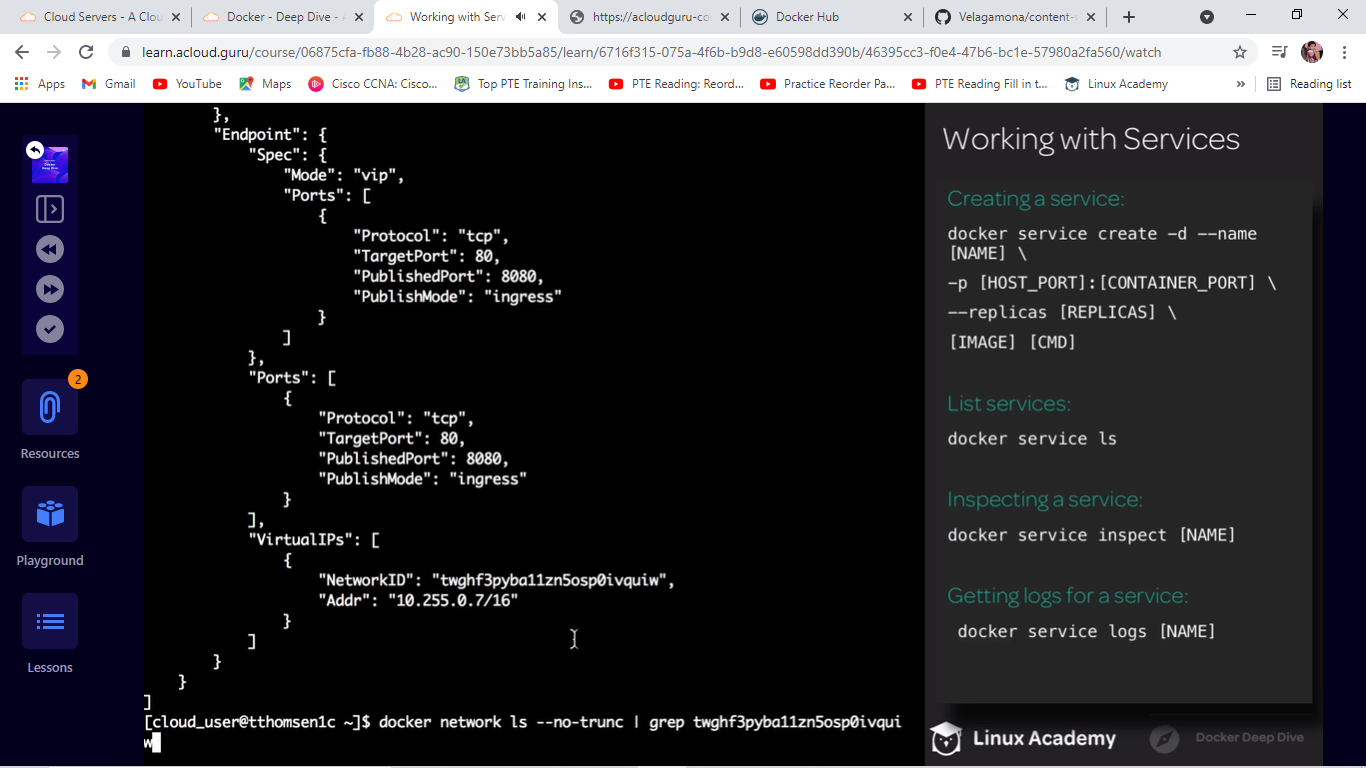 Cloud Servers - A Clou
Docker - Deep Dive - A
Working with Serv
https://acloudguru-co
Docker Hub
Velagamona/content-
learn.acloud.guru/course/06875cfa-fb88-4b28-ac90-150e73bb5a85/learn/6716f315-075a-4f6b-b9d8-e60598dd390b/46395cc3-f0e4-47b6-bc1e-57980a2fa560/watch
Apps
Gmail
YouTube
Maps
Cisco CCNA: Cisco...
Top PTE Training Ins...
PTE Reading: Reord...
Practice Reorder Pa...
PTE Reading Fill in t...
Linux Academy
»
Reading list
Docker
Deep Dive
2
Resources
Playground
Lessons
},
"Endpoint": {
"Spec": {
"Mode": "vip",
"Ports": [
{
"Protocol": "tcp",
"TargetPort": 80,
"PublishedPort": 8080,
"PublishMode": "ingress"
}
]
},
"Ports": [
{
"Protocol": "tcp",
"TargetPort": 80,
"PublishedPort": 8080,
"PublishMode": "ingress"
}
],
"VirtualIPs": [
{
"NetworkID": "twghf3pyba11zn5osp0ivquiw",
"Addr": "10.255.0.7/16"
}
]
}
}
]
[cloud_user@tthomsen1c ~]$ docker network ls --no-trunc | grep twghf3pyba11zn5osp0ivqui
w
Working with Services
Creating a service:
docker service create -d --name
[NAME] \
-p [HOST_PORT]:[CONTAINER_PORT] \
--replicas [REPLICAS] \
[IMAGE] [CMD]
List services:
docker service ls
Inspecting a service:
docker service inspect [NAME]
Getting logs for a service:
docker service logs [NAME]
Linux Academy
Docker Deep Dive